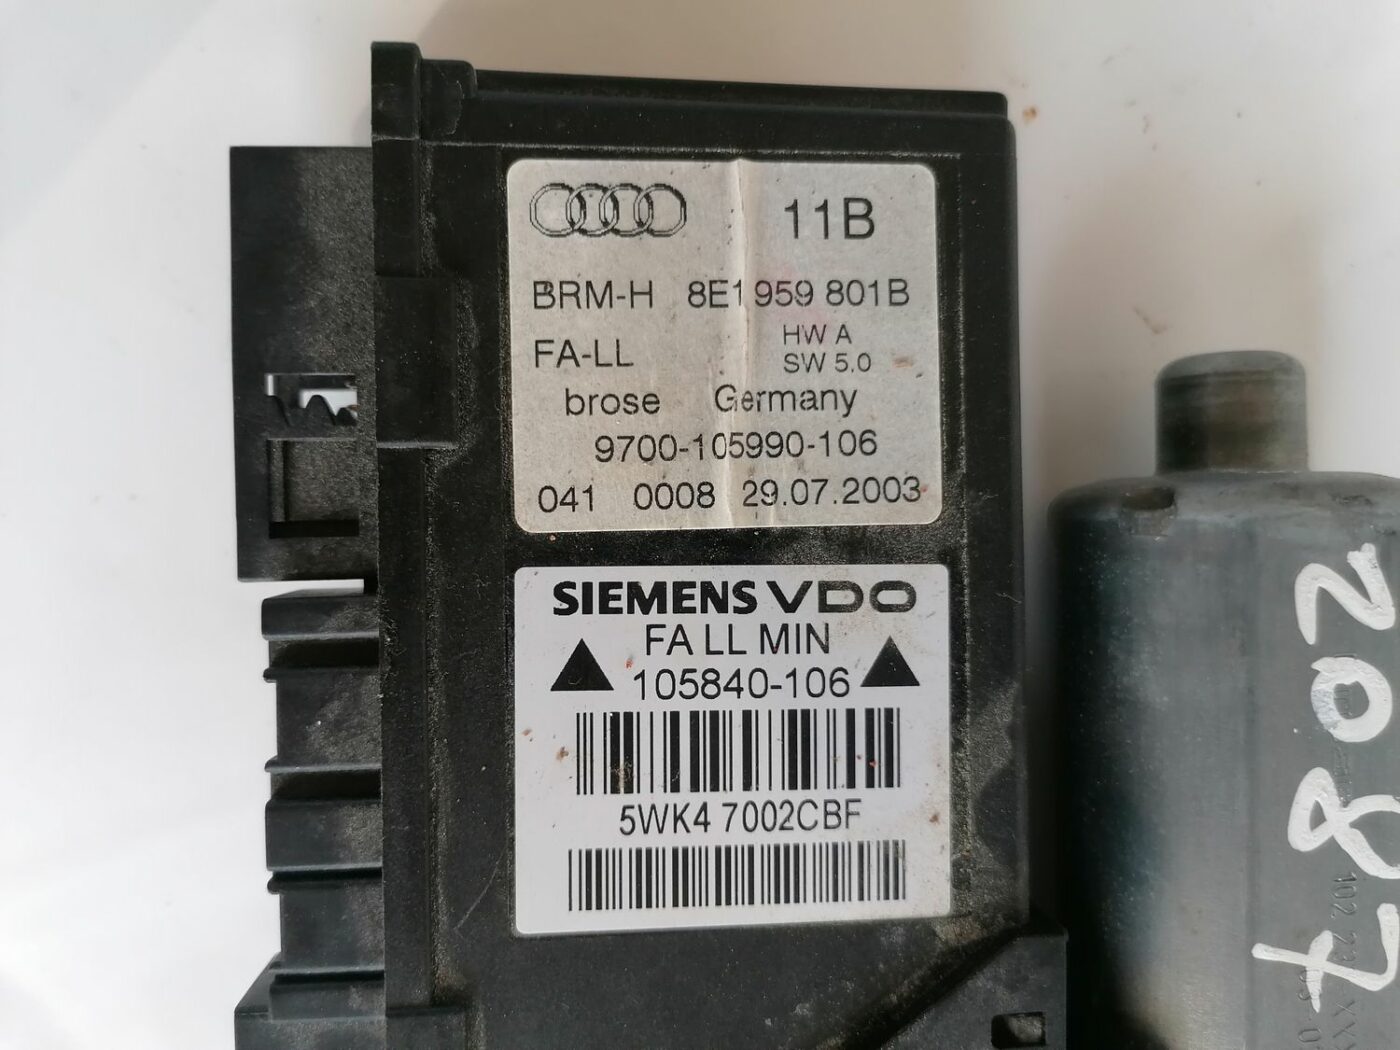 11B
BRM-H 8E1 959 801B
HW A
FA-LL
SW 5.0
brose Germany
9700-105990-106
041 0008 29.07.2003
SIEMENS VDO
FA LL MIN
105840-106
5WK4 7002CBF
2087